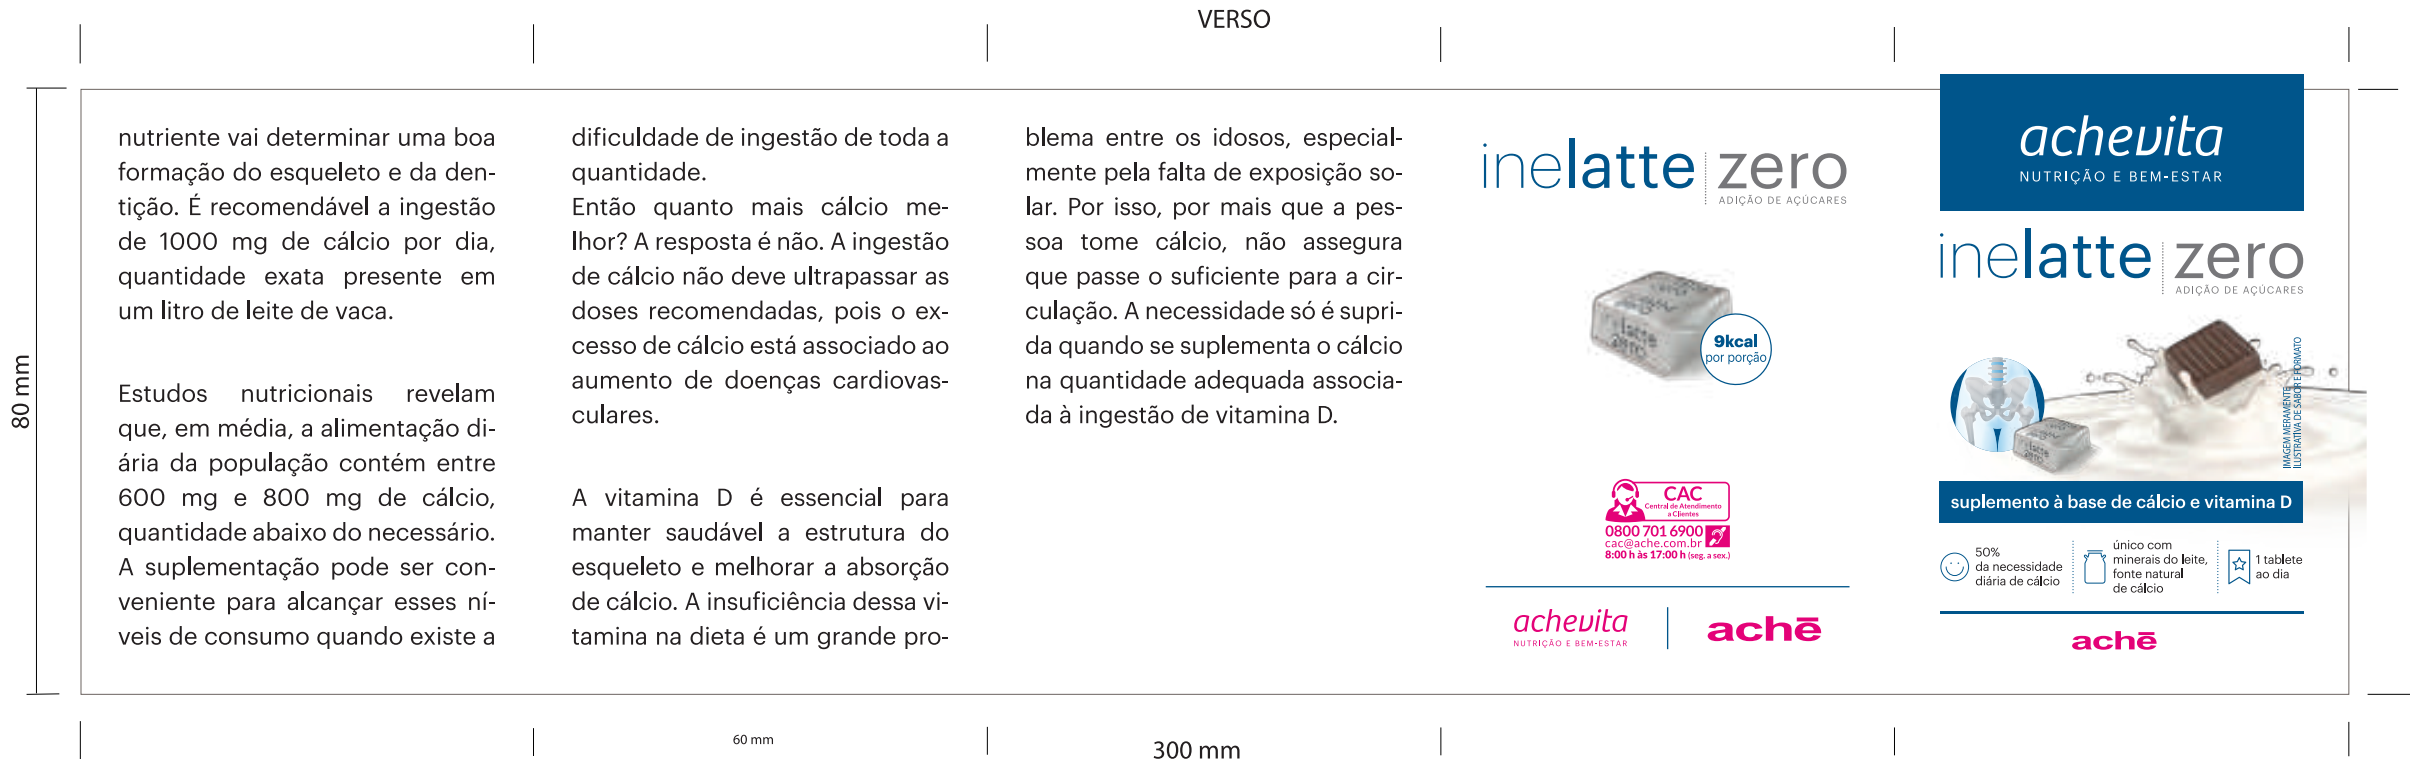 VERSO
nutriente vai determinar uma boa
formação do esqueleto e da den-
tição. É recomendável a ingestão
de 1000 mg de cálcio por dia,
quantidade exata presente em
um litro de leite de vaca.
Estudos nutricionais revelam
que, em média, a alimentação di-
ária da população contém entre
600 mg e 800 mg de cálcio,
quantidade abaixo do necessário.
A suplementação pode ser con-
veniente para alcançar esses ní-
veis de consumo quando existe a
dificuldade de ingestão de toda a
quantidade.
Então quanto mais cálcio me-
lhor? A resposta é não. A ingestão
de cálcio não deve ultrapassar as
doses recomendadas, pois o ex-
cesso de cálcio está associado ao
aumento de doenças cardiovas-
culares.
A vitamina D é essencial para
manter saudável a estrutura do
esqueleto e melhorar a absorção
de cálcio. A insuficiência dessa vi-
tamina na dieta é um grande pro-
blema entre os idosos, especial-
mente pela falta de exposição so-
lar. Por isso, por mais que a pes-
soa tome cálcio, não assegura
que passe o suficiente para a cir-
culação. A necessidade só é supri-
da quando se suplementa o cálcio
na quantidade adequada associa-
da à ingestão de vitamina D.
inelatte zero
ADIÇÃO DE AÇÚCARES
latte
zero
9kcal
por porção
CAC
Central de Atendimento
a Clientes
0800 701 6900
cac@ache.com.br
8:00 h às 17:00 h (seg. a sex.)
achevita
NUTRIÇÃO E BEM-ESTAR
achē
achevita
NUTRIÇÃO E BEM-ESTAR
inelatte zero
ADIÇÃO DE AÇÚCARES
IMAGEM MERAMENTE
ILUSTRATIVA DE SABOR E FORMATO
suplemento à base de cálcio e vitamina D
50%
da necessidade
diária de cálcio
único com
minerais do leite,
fonte natural
de cálcio
1 tablete
ao dia
achē
80 mm
60 mm
300 mm